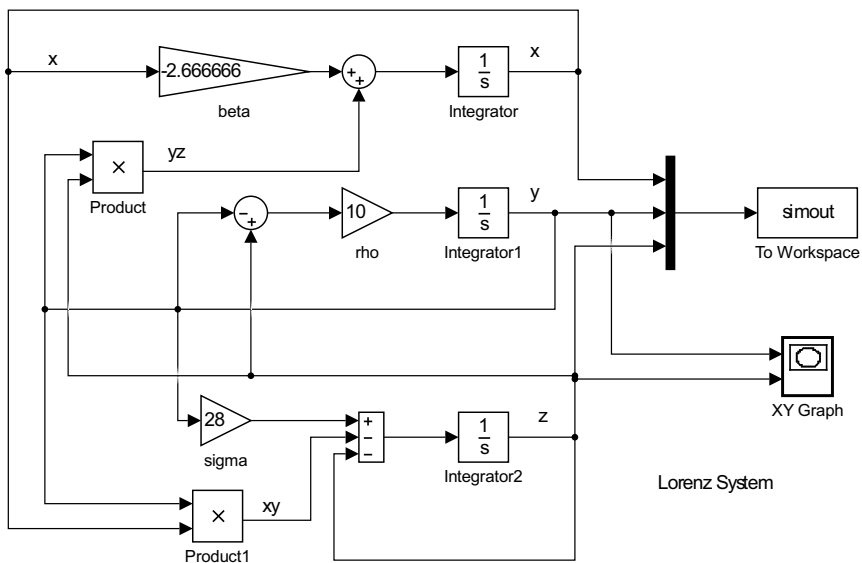 x
-2.666666
beta
+
+
1
s
Integrator
x
yz
×
Product
−
+
10
rho
1
s
Integrator1
y
simout
To Workspace
XY Graph
28
sigma
+
−
−
1
s
Integrator2
z
xy
×
Product1
Lorenz System